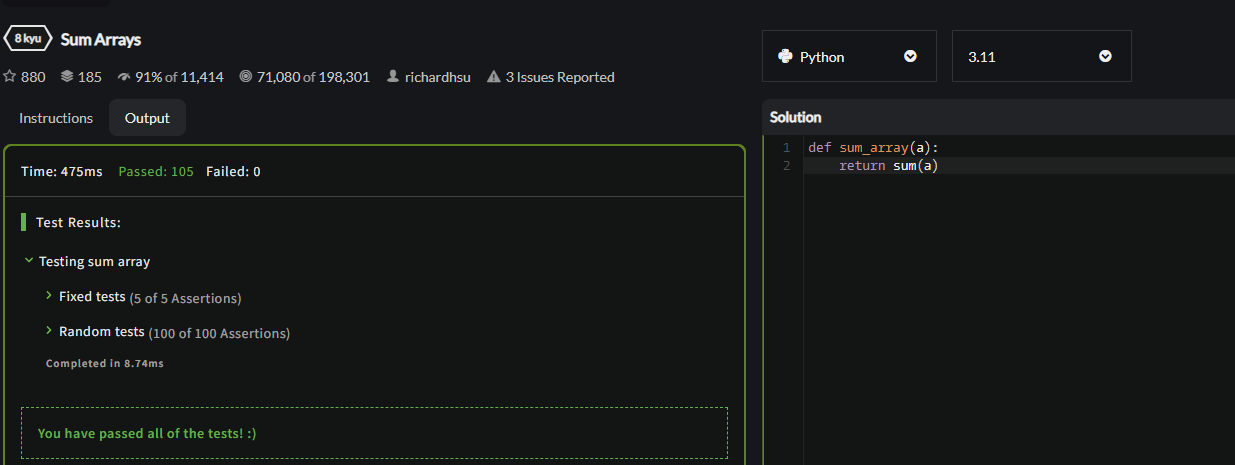 8 kyu Sum Arrays
880 185 91% of 11,414 71,080 of 198,301 richardhsu 3 Issues Reported
Instructions Output
Time: 475ms Passed: 105 Failed: 0
Test Results:
Testing sum array
Fixed tests (5 of 5 Assertions)
Random tests (100 of 100 Assertions)
Completed in 8.74ms
You have passed all of the tests! :)
Python 3.11
Solution
1 def sum_array(a):
2     return sum(a)